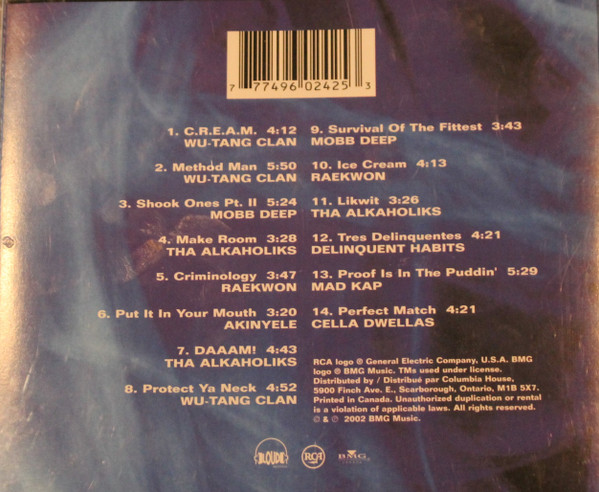 7 77496 02425 3
1. C.R.E.A.M. 4:12
WU-TANG CLAN
2. Method Man 5:50
WU-TANG CLAN
3. Shook Ones Pt. II 5:24
MOBB DEEP
4. Make Room 3:28
THA ALKAHOLIKS
5. Criminology 3:47
RAEKWON
6. Put It In Your Mouth 3:20
AKINYELE
7. DAAAM! 4:43
THA ALKAHOLIKS
8. Protect Ya Neck 4:52
WU-TANG CLAN
9. Survival Of The Fittest 3:43
MOBB DEEP
10. Ice Cream 4:13
RAEKWON
11. Likwit 3:26
THA ALKAHOLIKS
12. Tres Delinquentes 4:21
DELINQUENT HABITS
13. Proof Is In The Puddin' 5:29
MAD KAP
14. Perfect Match 4:21
CELLA DWELLAS
RCA logo ® General Electric Company, U.S.A. BMG
logo ® BMG Music. TMs used under license.
Distributed by / Distribué par Columbia House,
5900 Finch Ave. E., Scarborough, Ontario, M1B 5X7.
Printed in Canada. Unauthorized duplication or rental
is a violation of applicable laws. All rights reserved.
© & ℗ 2002 BMG Music.
LOUD
RCA
BMG